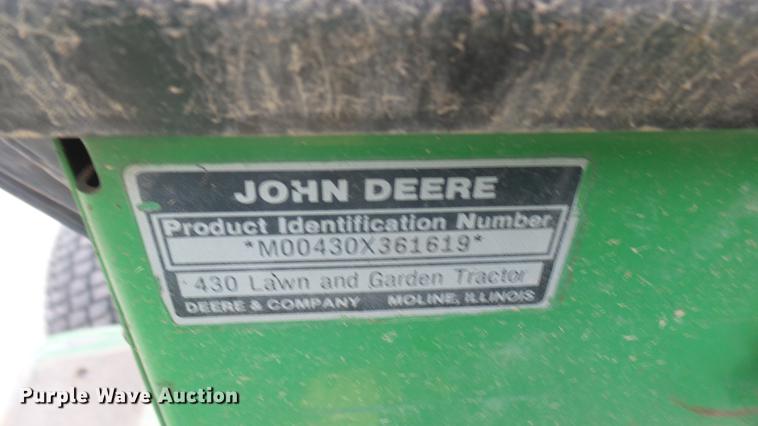 JOHN DEERE
Product Identification Number
*M00430X361619*
430 Lawn and Garden Tractor
DEERE & COMPANY MOLINE, ILLINOIS
Purple Wave Auction